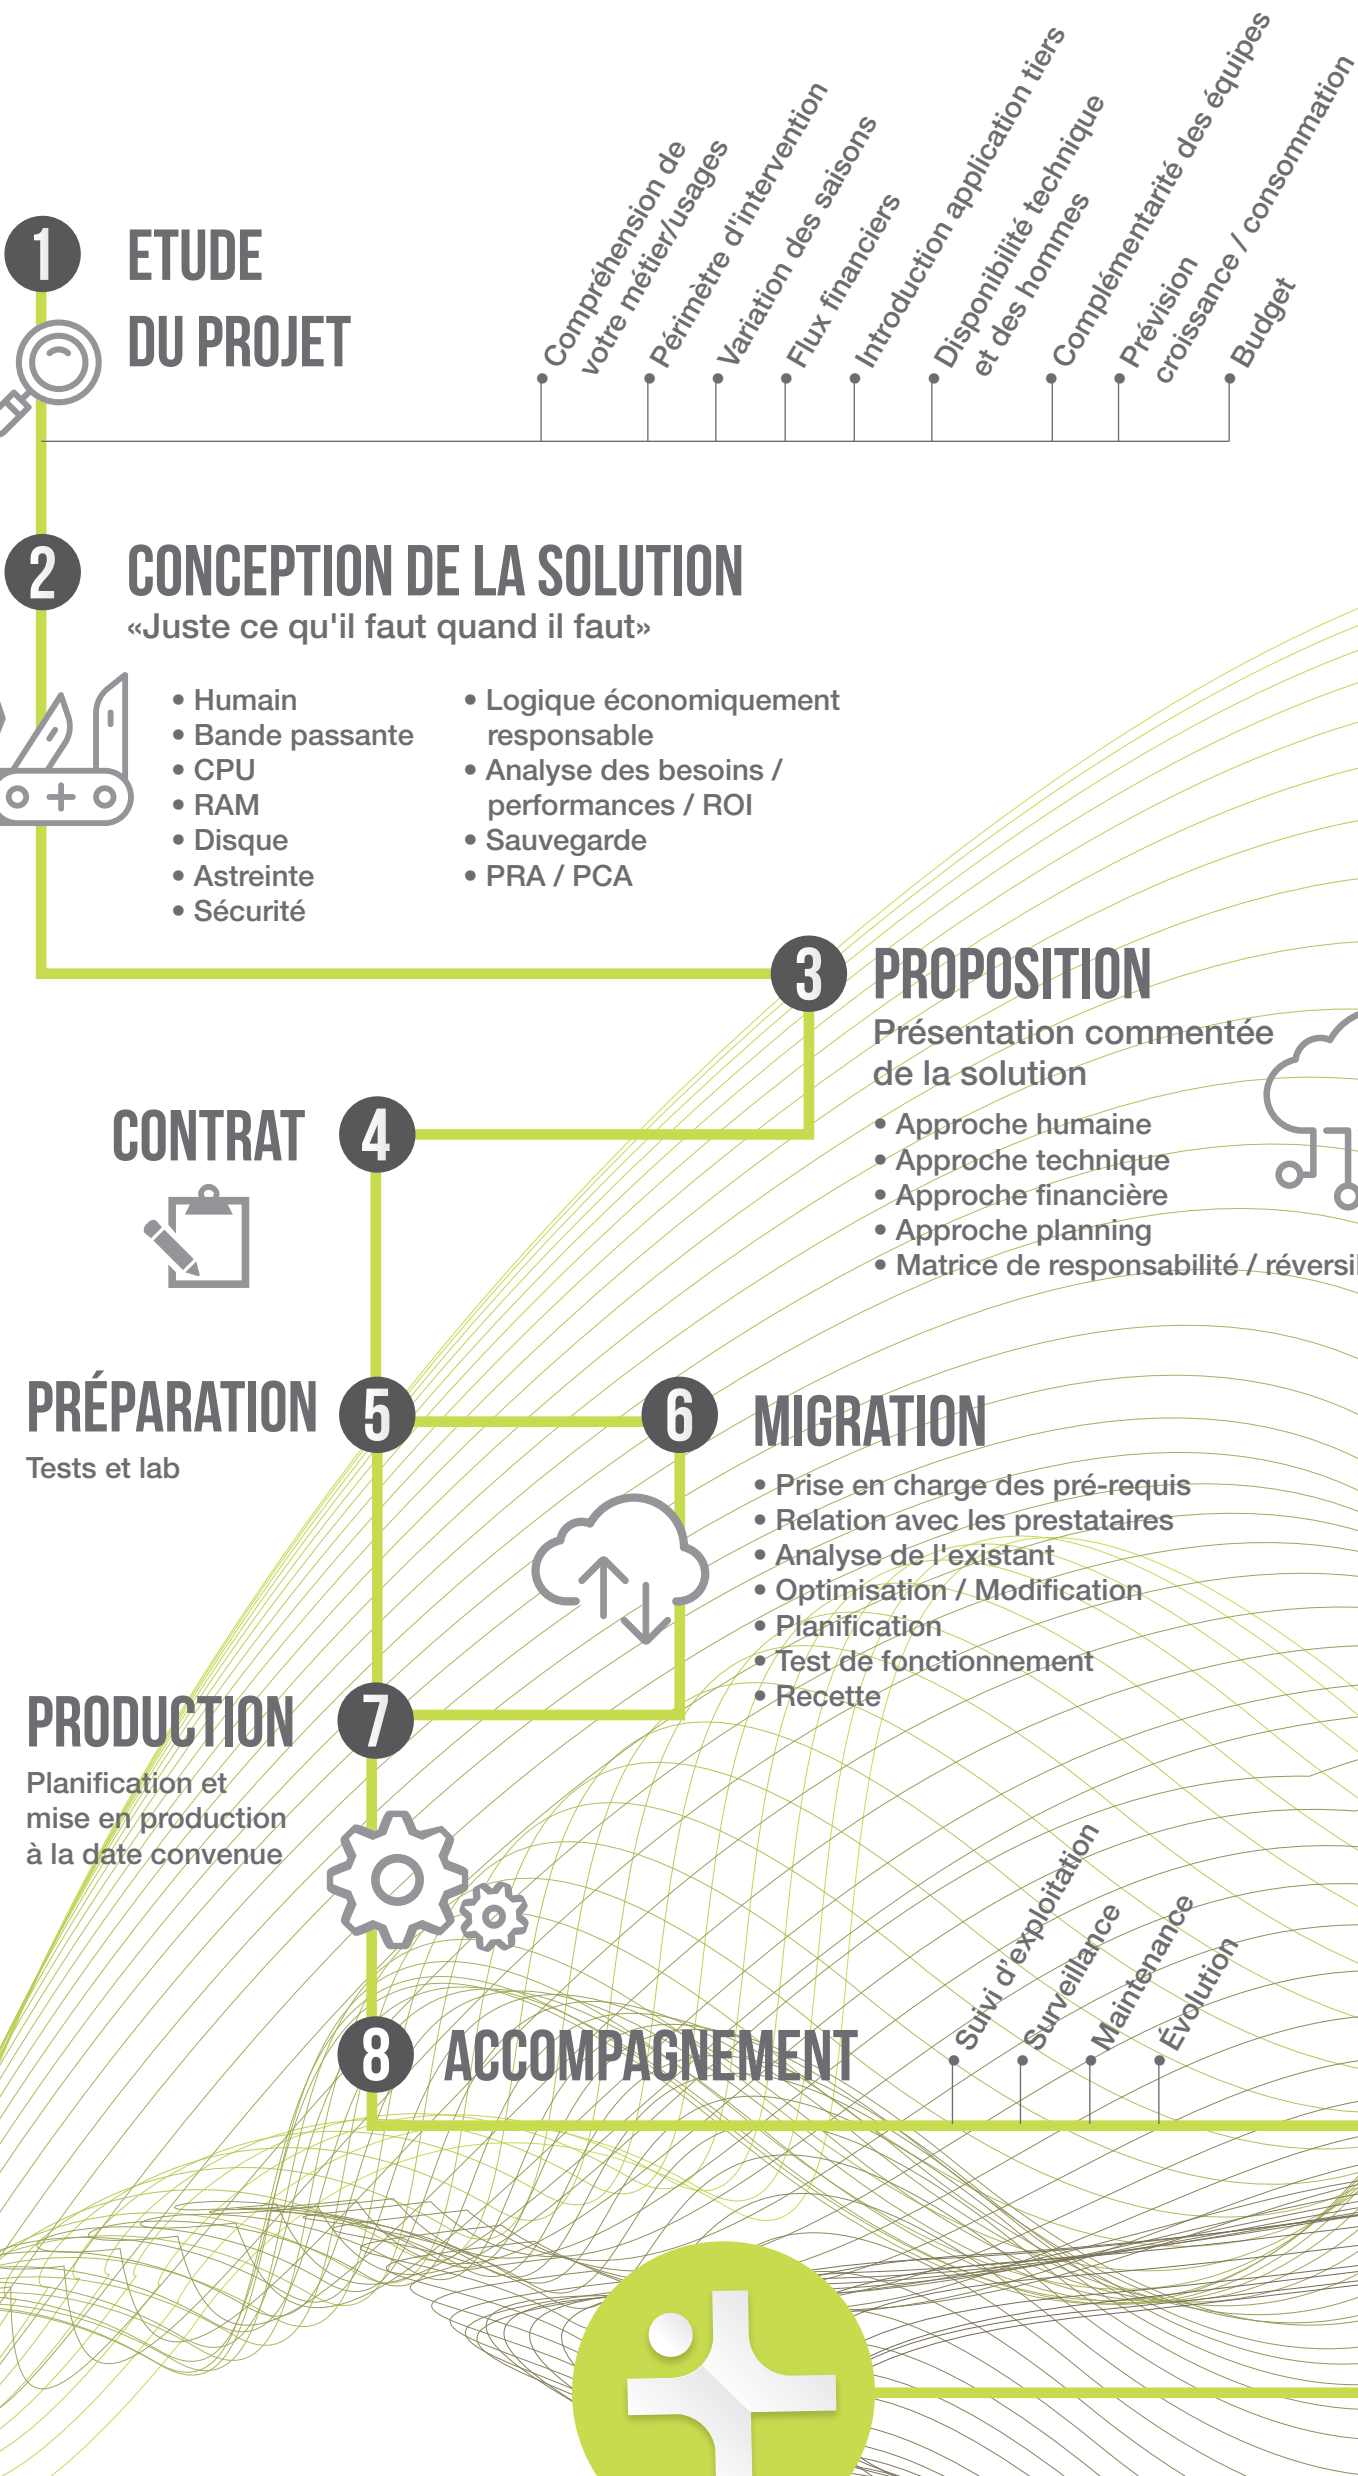 1
ETUDE
DU PROJET
Compréhension de
votre métier/usages
Périmètre d'intervention
Variation des saisons
Flux financiers
Introduction application tiers
Disponibilité technique
et des hommes
Complémentarité des équipes
Prévision
croissance / consommation
Budget
2
CONCEPTION DE LA SOLUTION
«Juste ce qu'il faut quand il faut»
• Humain
• Bande passante
• CPU
• RAM
• Disque
• Astreinte
• Sécurité
• Logique économiquement
responsable
• Analyse des besoins /
performances / ROI
• Sauvegarde
• PRA / PCA
3
PROPOSITION
Présentation commentée
de la solution
• Approche humaine
• Approche technique
• Approche financière
• Approche planning
• Matrice de responsabilité /
CONTRAT
4
PRÉPARATION
5
Tests et lab
6
MIGRATION
• Prise en charge des pré-requis
• Relation avec les prestataires
• Analyse de l'existant
• Optimisation / Modification
• Planification
• Test de fonctionnement
• Recette
PRODUCTION
7
Planification et
mise en production
à la date convenue
8
ACCOMPAGNEMENT
Suivi d'exploitation
Surveillance
Maintenance
Évolution